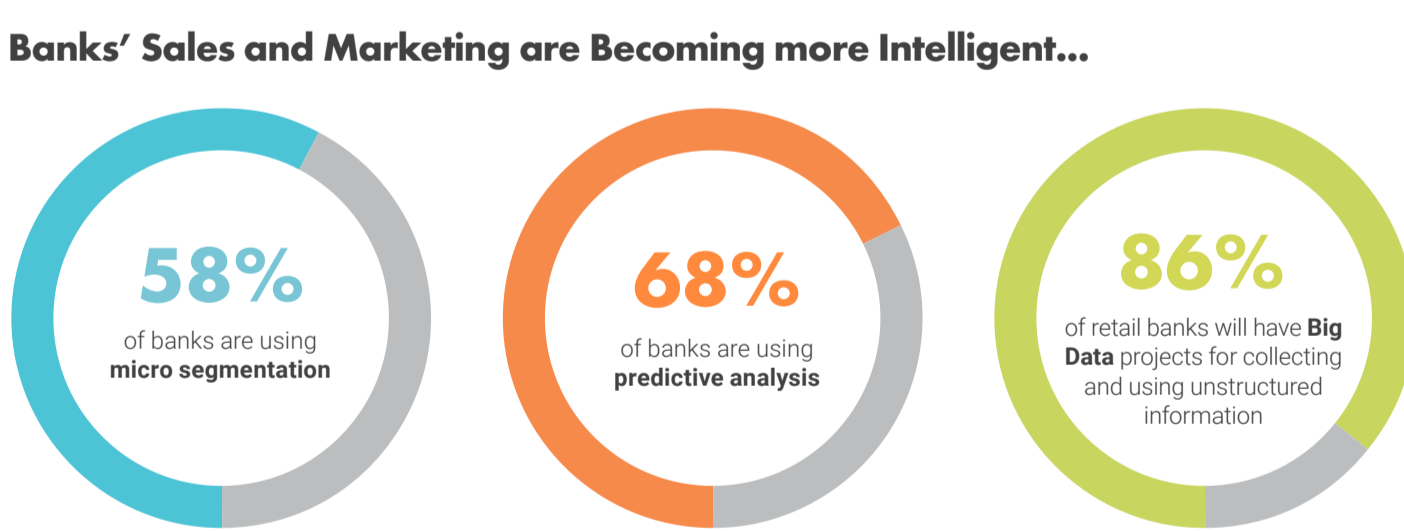 Banks’ Sales and Marketing are Becoming more Intelligent...
58%
of banks are using
micro segmentation
68%
of banks are using
predictive analysis
86%
of retail banks will have Big
Data projects for collecting
and using unstructured
information